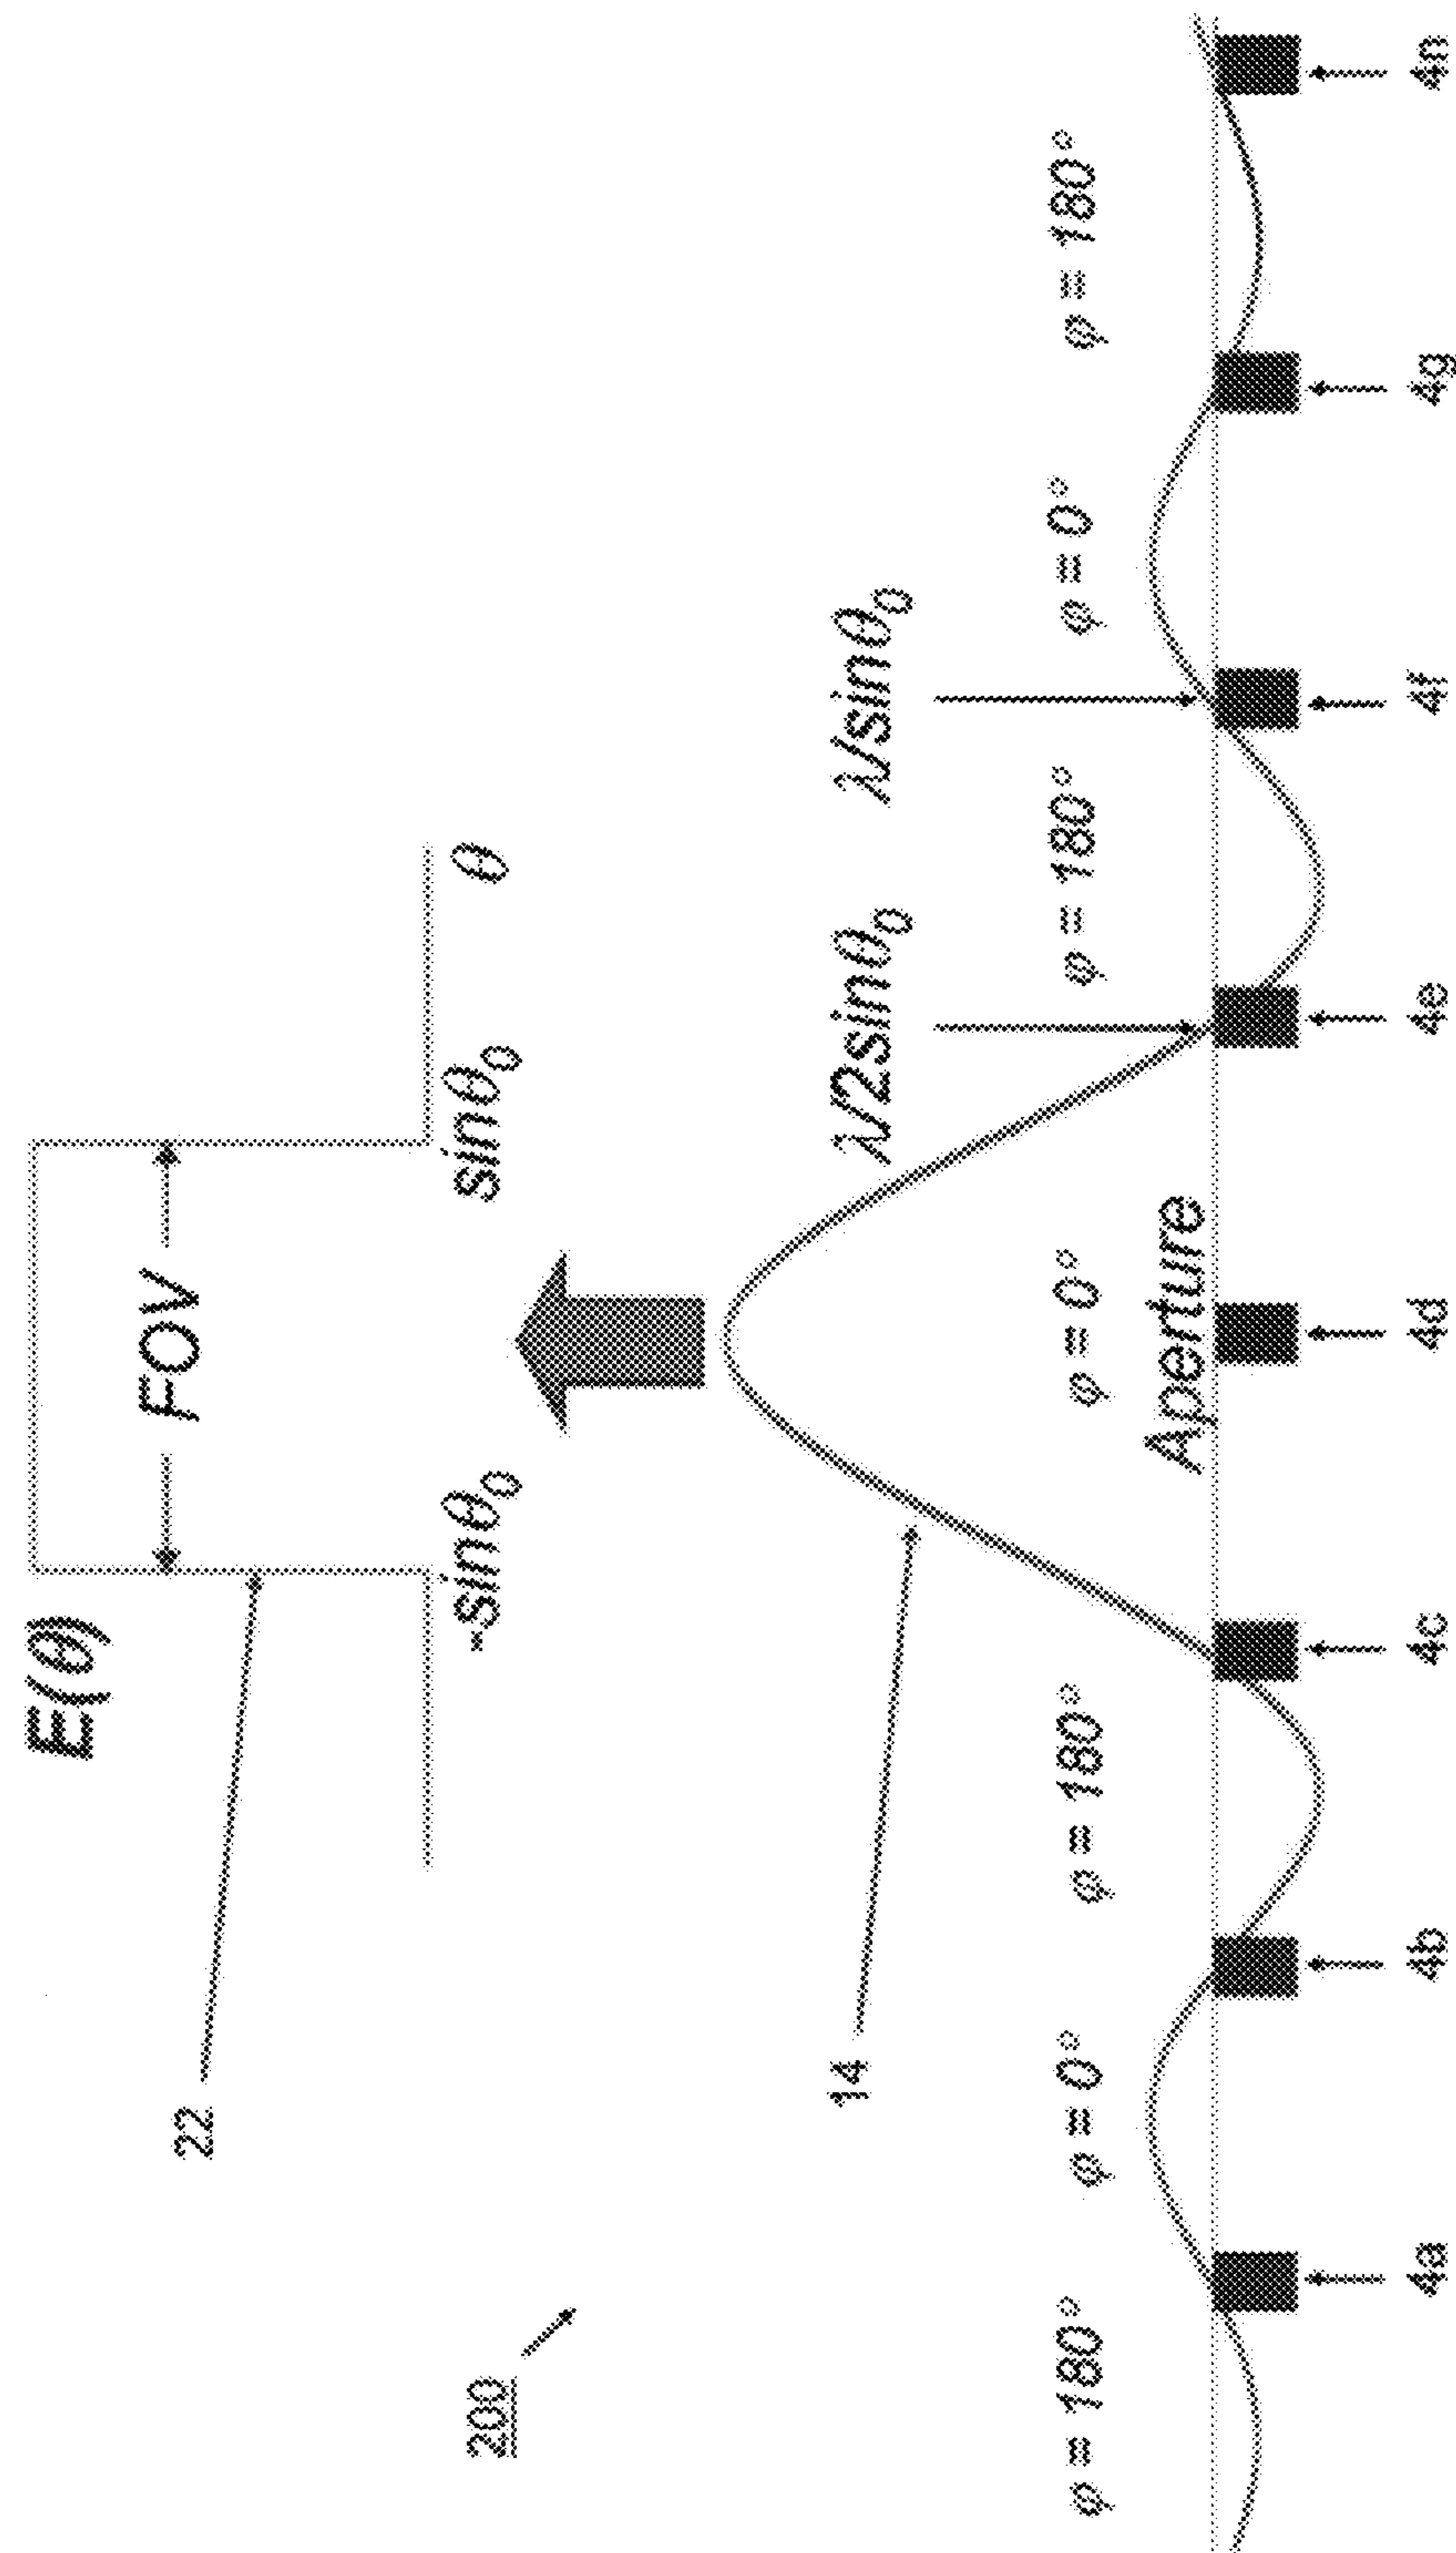 E(θ)
FOV
22
-sinθ₀
sinθ₀
θ
200
14
λ/2sinθ₀
λ/sinθ₀
φ = 180°
φ = 0°
φ = 180°
φ = 0°
φ = 180°
φ = 0°
φ = 180°
Aperture
4a
4b
4c
4d
4e
4f
4g
4n